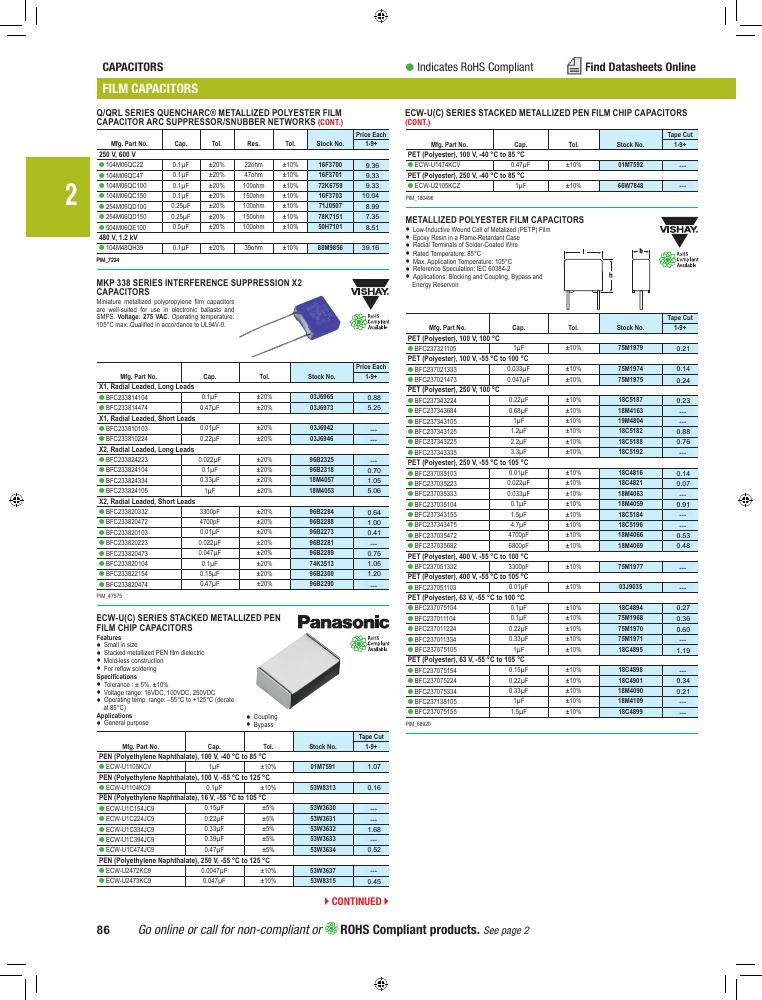 CAPACITORS
Indicates RoHS Compliant
Find Datasheets Online
FILM CAPACITORS
2
Q/QRL SERIES QUENCHARC® METALLIZED POLYESTER FILM
CAPACITOR ARC SUPPRESSOR/SNUBBER NETWORKS (CONT.)
Price Each
Mfg. Part No. Cap. Tol. Res. Tol. Stock No. 1-9+
250 V, 600 V
104M06QC22 0.1µF ±20% 22ohm ±10% 16F3700 9.36
104M06QC47 0.1µF ±20% 47ohm ±10% 16F3701 9.33
104M06QC100 0.1µF ±20% 100ohm ±10% 72K6759 9.33
104M06QC150 0.1µF ±20% 150ohm ±10% 16F3703 10.04
254M06QD100 0.25µF ±20% 100ohm ±10% 71J0507 8.99
254M06QD150 0.25µF ±20% 150ohm ±10% 78K7151 7.35
504M06QE100 0.5µF ±20% 100ohm ±10% 50H7101 8.51
480 V, 1.2 kV
104M48QH39 0.1µF ±20% 39ohm ±10% 88M9856 39.16
PIM_7224
MKP 338 SERIES INTERFERENCE SUPPRESSION X2
CAPACITORS
VISHAY.
Miniature metallized polypropylene film capacitors
are well-suited for use in electronic ballasts and
SMPS. Voltage: 275 VAC. Operating temperature:
105°C max. Qualified in accordance to UL94V-0.
RoHS
Compliant
Available
Price Each
Mfg. Part No. Cap. Tol. Stock No. 1-9+
X1, Radial Leaded, Long Leads
BFC233814104 0.1µF ±20% 03J6965 0.88
BFC233814474 0.47µF ±20% 03J6973 5.25
X1, Radial Leaded, Short Leads
BFC233810103 0.01µF ±20% 03J6942 ---
BFC233810224 0.22µF ±20% 03J6946 ---
X2, Radial Leaded, Long Leads
BFC233824223 0.022µF ±20% 96B2325 ---
BFC233824104 0.1µF ±20% 96B2318 0.70
BFC233824334 0.33µF ±20% 18M4057 1.05
BFC233824105 1µF ±20% 18M4053 5.06
X2, Radial Leaded, Short Leads
BFC233820332 3300pF ±20% 96B2284 0.64
BFC233820472 4700pF ±20% 96B2288 1.00
BFC233820103 0.01µF ±20% 96B2273 0.41
BFC233820223 0.022µF ±20% 96B2281 ---
BFC233820473 0.047µF ±20% 96B2289 0.75
BFC233820104 0.1µF ±20% 74K3513 1.05
BFC233822154 0.15µF ±20% 96B2300 1.20
BFC233820474 0.47µF ±20% 96B2290 ---
PIM_47575
ECW-U(C) SERIES STACKED METALLIZED PEN
FILM CHIP CAPACITORS
Panasonic
Features
Small in size
Stacked metallized PEN film dielectric
Mold-less construction
For reflow soldering
Specifications
Tolerance : ± 5%, ±10%
Voltage range: 16VDC, 100VDC, 250VDC
Operating temp. range: –55°C to +125°C (derate
at 85°C)
Applications
General purpose
Coupling
Bypass
RoHS
Compliant
Available
Tape Cut
Mfg. Part No. Cap. Tol. Stock No. 1-9+
PEN (Polyethylene Naphthalate), 100 V, -40 °C to 85 °C
ECW-U1105KCV 1µF ±10% 01M7591 1.07
PEN (Polyethylene Naphthalate), 100 V, -55 °C to 125 °C
ECW-U1104KC9 0.1µF ±10% 53W8313 0.16
PEN (Polyethylene Naphthalate), 16 V, -55 °C to 105 °C
ECW-U1C154JC9 0.15µF ±5% 53W3630 ---
ECW-U1C224JC9 0.22µF ±5% 53W3631 ---
ECW-U1C334JC9 0.33µF ±5% 53W3632 1.68
ECW-U1C394JC9 0.39µF ±5% 53W3633 ---
ECW-U1C474JC9 0.47µF ±5% 53W3634 0.52
PEN (Polyethylene Naphthalate), 250 V, -55 °C to 125 °C
ECW-U2472KC9 0.0047µF ±10% 53W3637 ---
ECW-U2473KC9 0.047µF ±10% 53W8315 0.45
CONTINUED
ECW-U(C) SERIES STACKED METALLIZED PEN FILM CHIP CAPACITORS
(CONT.)
Tape Cut
Mfg. Part No. Cap. Tol. Stock No. 1-9+
PET (Polyester), 100 V, -40 °C to 85 °C
ECW-U1474KCV 0.47µF ±10% 01M7592 ---
PET (Polyester), 250 V, -40 °C to 85 °C
ECW-U2105KCZ 1µF ±10% 66W7848 ---
PIM_180496
METALLIZED POLYESTER FILM CAPACITORS
Low-Inductive Wound Cell of Metalized (PETP) Film
Epoxy Resin in a Flame-Retardant Case
Radial Terminals of Solder-Coated Wire
Rated Temperature: 85°C
Max. Application Temperature: 105°C
Reference Speculation: IEC 60384-2
Applications: Blocking and Coupling, Bypass and
Energy Reservoir
l
b
h
VISHAY.
RoHS
Compliant
Available
Tape Cut
Mfg. Part No. Cap. Tol. Stock No. 1-9+
PET (Polyester), 100 V, 100 °C
BFC237321105 1µF ±10% 75M1979 0.21
PET (Polyester), 100 V, -55 °C to 100 °C
BFC237021333 0.033µF ±10% 75M1974 0.14
BFC237021473 0.047µF ±10% 75M1975 0.24
PET (Polyester), 250 V, 100 °C
BFC237343224 0.22µF ±10% 18C5187 0.23
BFC237343684 0.68µF ±10% 18M4163 ---
BFC237343105 1µF ±10% 19M4804 ---
BFC237343125 1.2µF ±10% 18C5182 0.88
BFC237343225 2.2µF ±10% 18C5188 0.76
BFC237343335 3.3µF ±10% 18C5192 ---
PET (Polyester), 250 V, -55 °C to 105 °C
BFC237035103 0.01µF ±10% 18C4816 0.14
BFC237035223 0.022µF ±10% 18C4821 0.07
BFC237035333 0.033µF ±10% 18M4063 ---
BFC237035104 0.1µF ±10% 18M4059 0.91
BFC237343155 1.5µF ±10% 18C5184 ---
BFC237343475 4.7µF ±10% 18C5196 ---
BFC237035472 4700pF ±10% 18M4066 0.53
BFC237035682 6800pF ±10% 18M4069 0.48
PET (Polyester), 400 V, -55 °C to 100 °C
BFC237051332 3300pF ±10% 75M1977 ---
PET (Polyester), 400 V, -55 °C to 105 °C
BFC237051103 0.01µF ±10% 03J9035 ---
PET (Polyester), 63 V, -55 °C to 100 °C
BFC237075104 0.1µF ±10% 18C4894 0.27
BFC237011104 0.1µF ±10% 75M1968 0.36
BFC237011224 0.22µF ±10% 75M1970 0.60
BFC237011334 0.33µF ±10% 75M1971 ---
BFC237075105 1µF ±10% 18C4895 1.19
PET (Polyester), 63 V, -55 °C to 105 °C
BFC237075154 0.15µF ±10% 18C4898 ---
BFC237075224 0.22µF ±10% 18C4901 0.34
BFC237075334 0.33µF ±10% 18M4090 0.21
BFC237138105 1µF ±10% 18M4109 ---
BFC237075155 1.5µF ±10% 18C4899 ---
PIM_68920
86 Go online or call for non-compliant or ROHS Compliant products. See page 2